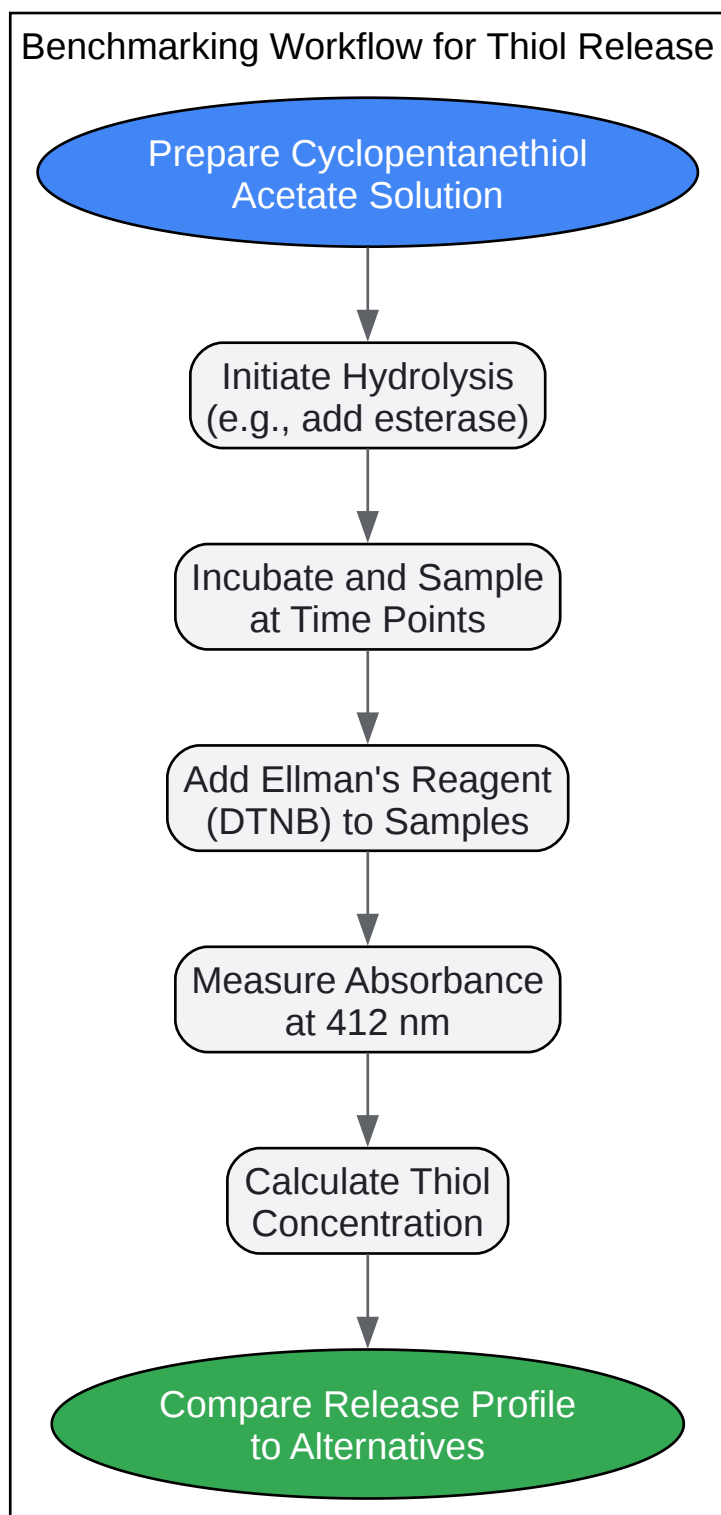 Benchmarking Workflow for Thiol Release
Prepare Cyclopentanethiol
Acetate Solution
Initiate Hydrolysis
(e.g., add esterase)
Incubate and Sample
at Time Points
Add Ellman's Reagent
(DTNB) to Samples
Measure Absorbance
at 412 nm
Calculate Thiol
Concentration
Compare Release Profile
to Alternatives